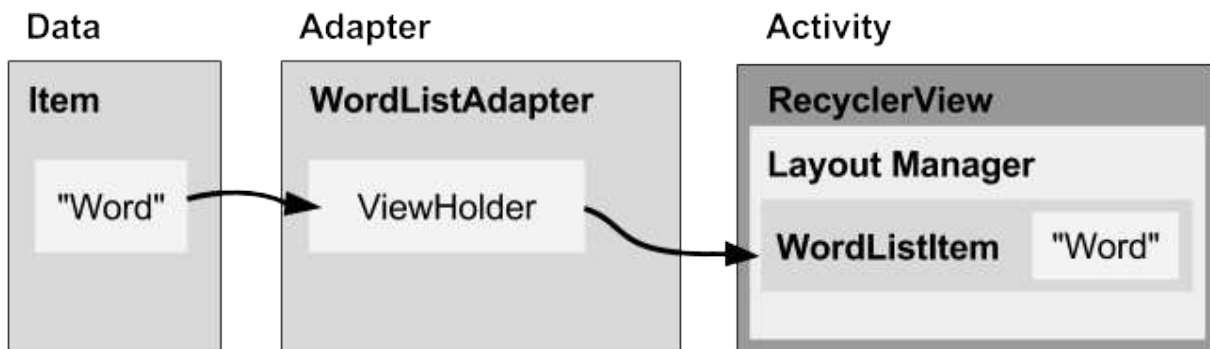 Data
Adapter
Activity
Item
WordListAdapter
RecyclerView
Layout Manager
"Word"
ViewHolder
WordListItem
"Word"